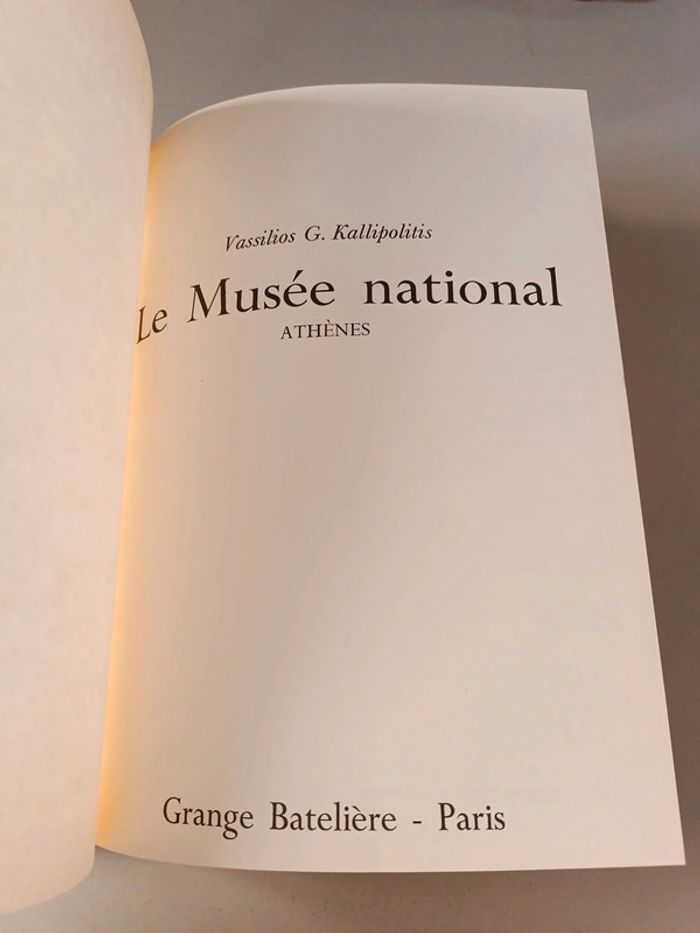 Vassilios G. Kallipolitis
Le Musée national
ATHÈNES
Grange Batelière - Paris